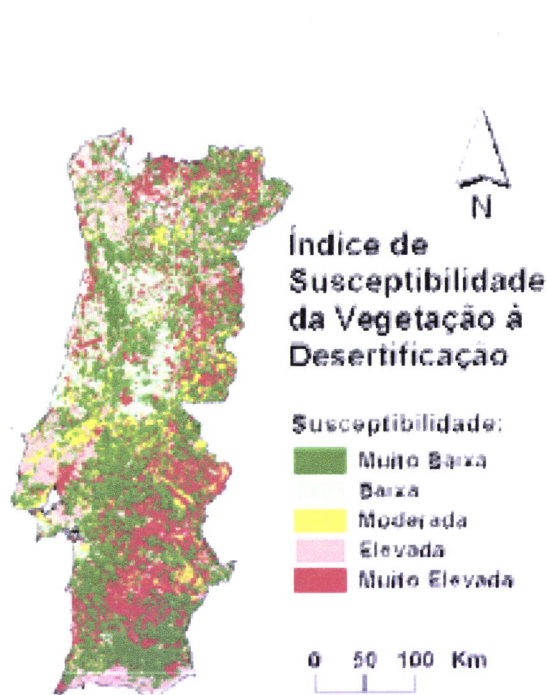 N
Índice de
Susceptibilidade
da Vegetação à
Desertificação
Susceptibilidade:
Muito Baixa
Baixa
Moderada
Elevada
Muito Elevada
0 50 100 Km